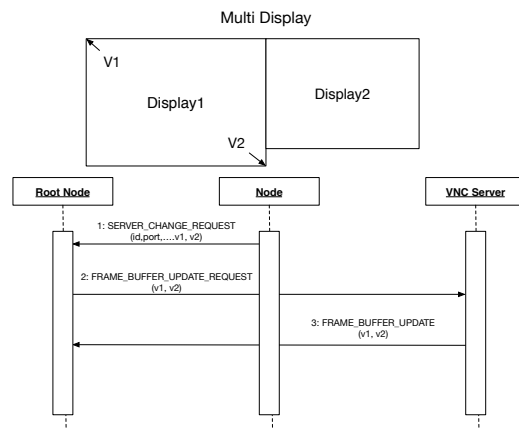 Multi Display
V1
Display1
Display2
V2
Root Node
Node
VNC Server
1: SERVER_CHANGE_REQUEST
(id,port,....v1, v2)
2: FRAME_BUFFER_UPDATE_REQUEST
(v1, v2)
3: FRAME_BUFFER_UPDATE
(v1, v2)